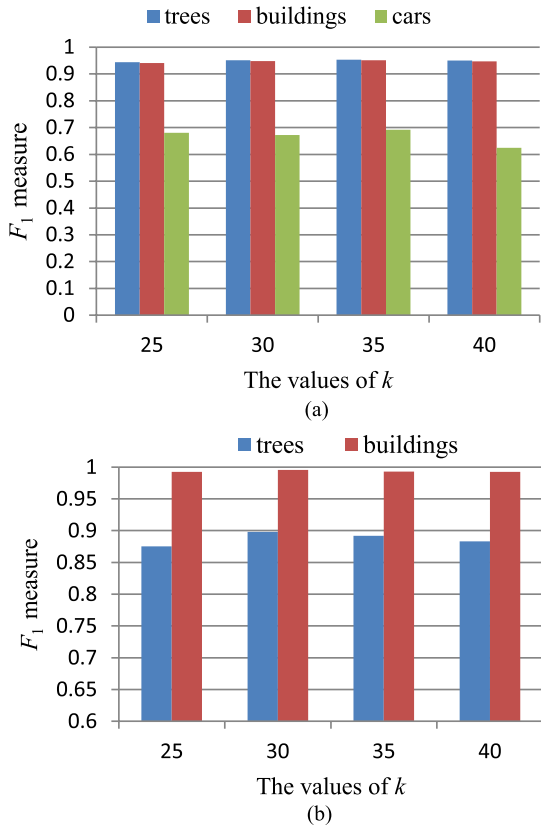 trees buildings cars
1
0.9
0.8
0.7
0.6
0.5
0.4
0.3
0.2
0.1
0
F1 measure
25 30 35 40
The values of k
(a)
trees buildings
1
0.95
0.9
0.85
0.8
0.75
0.7
0.65
0.6
F1 measure
25 30 35 40
The values of k
(b)